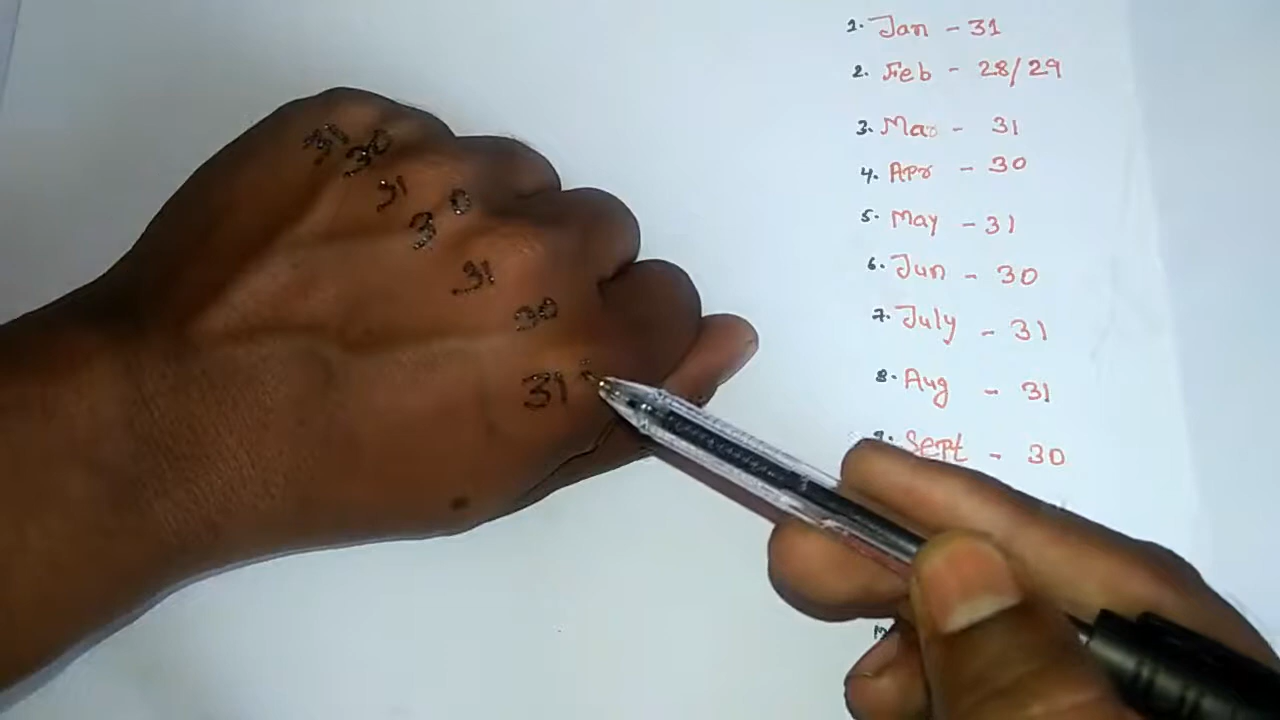 1. Jan - 31
2. Feb - 28/29
3. Mar - 31
4. Apr - 30
5. May - 31
6. Jun - 30
7. July - 31
8. Aug - 31
9. Sept - 30
31
30
31
30
31
30
31